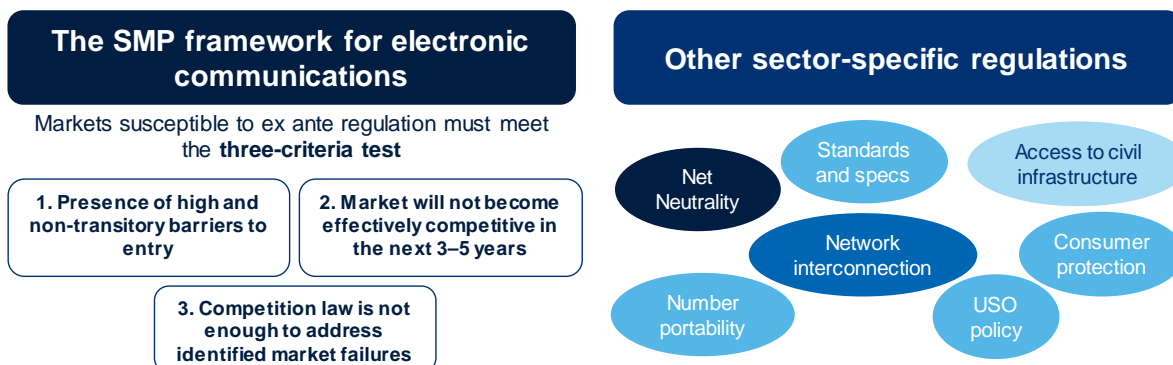 The SMP framework for electronic
communications
Markets susceptible to ex ante regulation must meet
the three-criteria test
1. Presence of high and
non-transitory barriers to
entry
2. Market will not become
effectively competitive in
the next 3–5 years
3. Competition law is not
enough to address
identified market failures
Other sector-specific regulations
Net
Neutrality
Standards
and specs
Access to civil
infrastructure
Network
interconnection
Consumer
protection
Number
portability
USO
policy